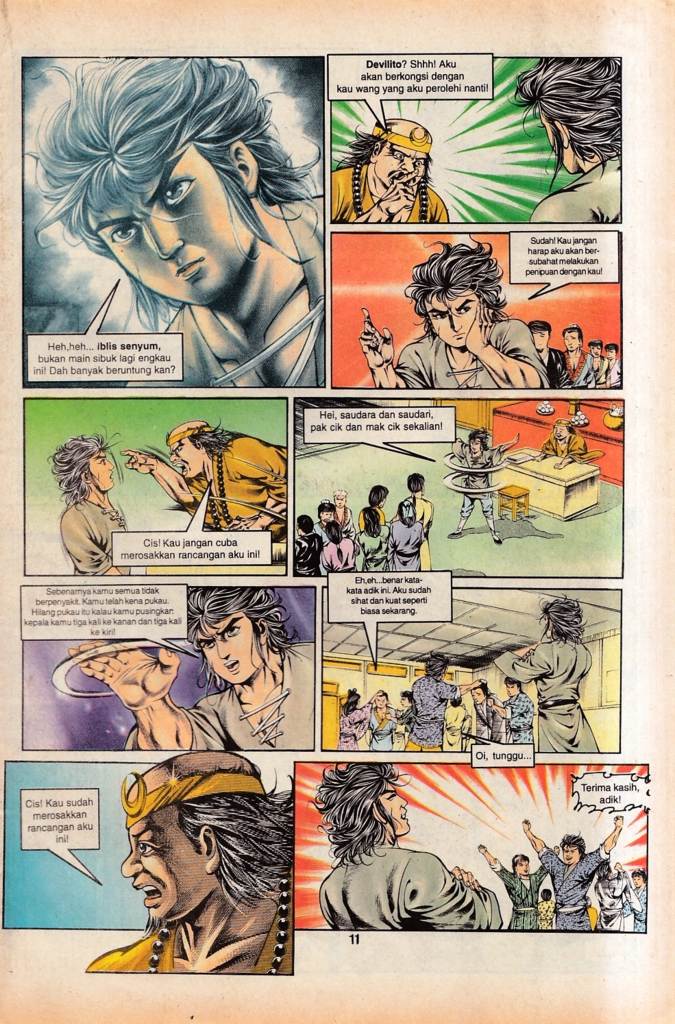 Heh,heh... iblis senyum,
bukan main sibuk lagi engkau
ini! Dah banyak beruntung kan?
Devilito? Shhh! Aku
akan berkongsi dengan
kau wang yang aku perolehi nanti!
Sudah! Kau jangan
harap aku akan ber-
subahat melakukan
penipuan dengan kau!
Cis! Kau jangan cuba
merosakkan rancangan aku ini!
Hei, saudara dan saudari,
pak cik dan mak cik sekalian!
Sebenarnya kamu semua tidak
berpenyakit. Kamu telah kena pukau.
Hilang pukau itu kalau kamu pusingkan
kepala kamu tiga kali ke kanan dan tiga kali
ke kiri!
Eh,eh...benar kata-
kata adik ini. Aku sudah
sihat dan kuat seperti
biasa sekarang.
Oi, tunggu...
Cis! Kau sudah
merosakkan
rancangan aku
ini!
Terima kasih,
adik!
11